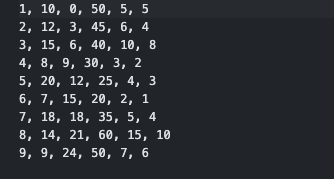 1, 10, 0, 50, 5, 5
2, 12, 3, 45, 6, 4
3, 15, 6, 40, 10, 8
4, 8, 9, 30, 3, 2
5, 20, 12, 25, 4, 3
6, 7, 15, 20, 2, 1
7, 18, 18, 35, 5, 4
8, 14, 21, 60, 15, 10
9, 9, 24, 50, 7, 6